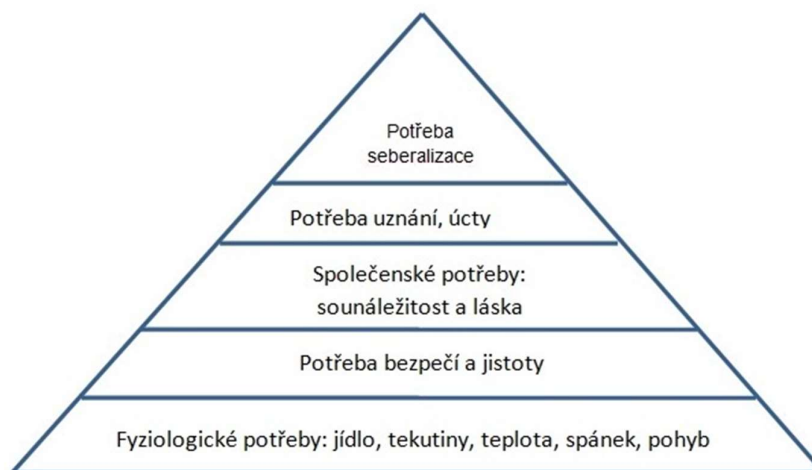 Potřeba
seberalizace
Potřeba uznání, úcty
Společenské potřeby:
sounáležitost a láska
Potřeba bezpečí a jistoty
Fyziologické potřeby: jídlo, tekutiny, teplota, spánek, pohyb